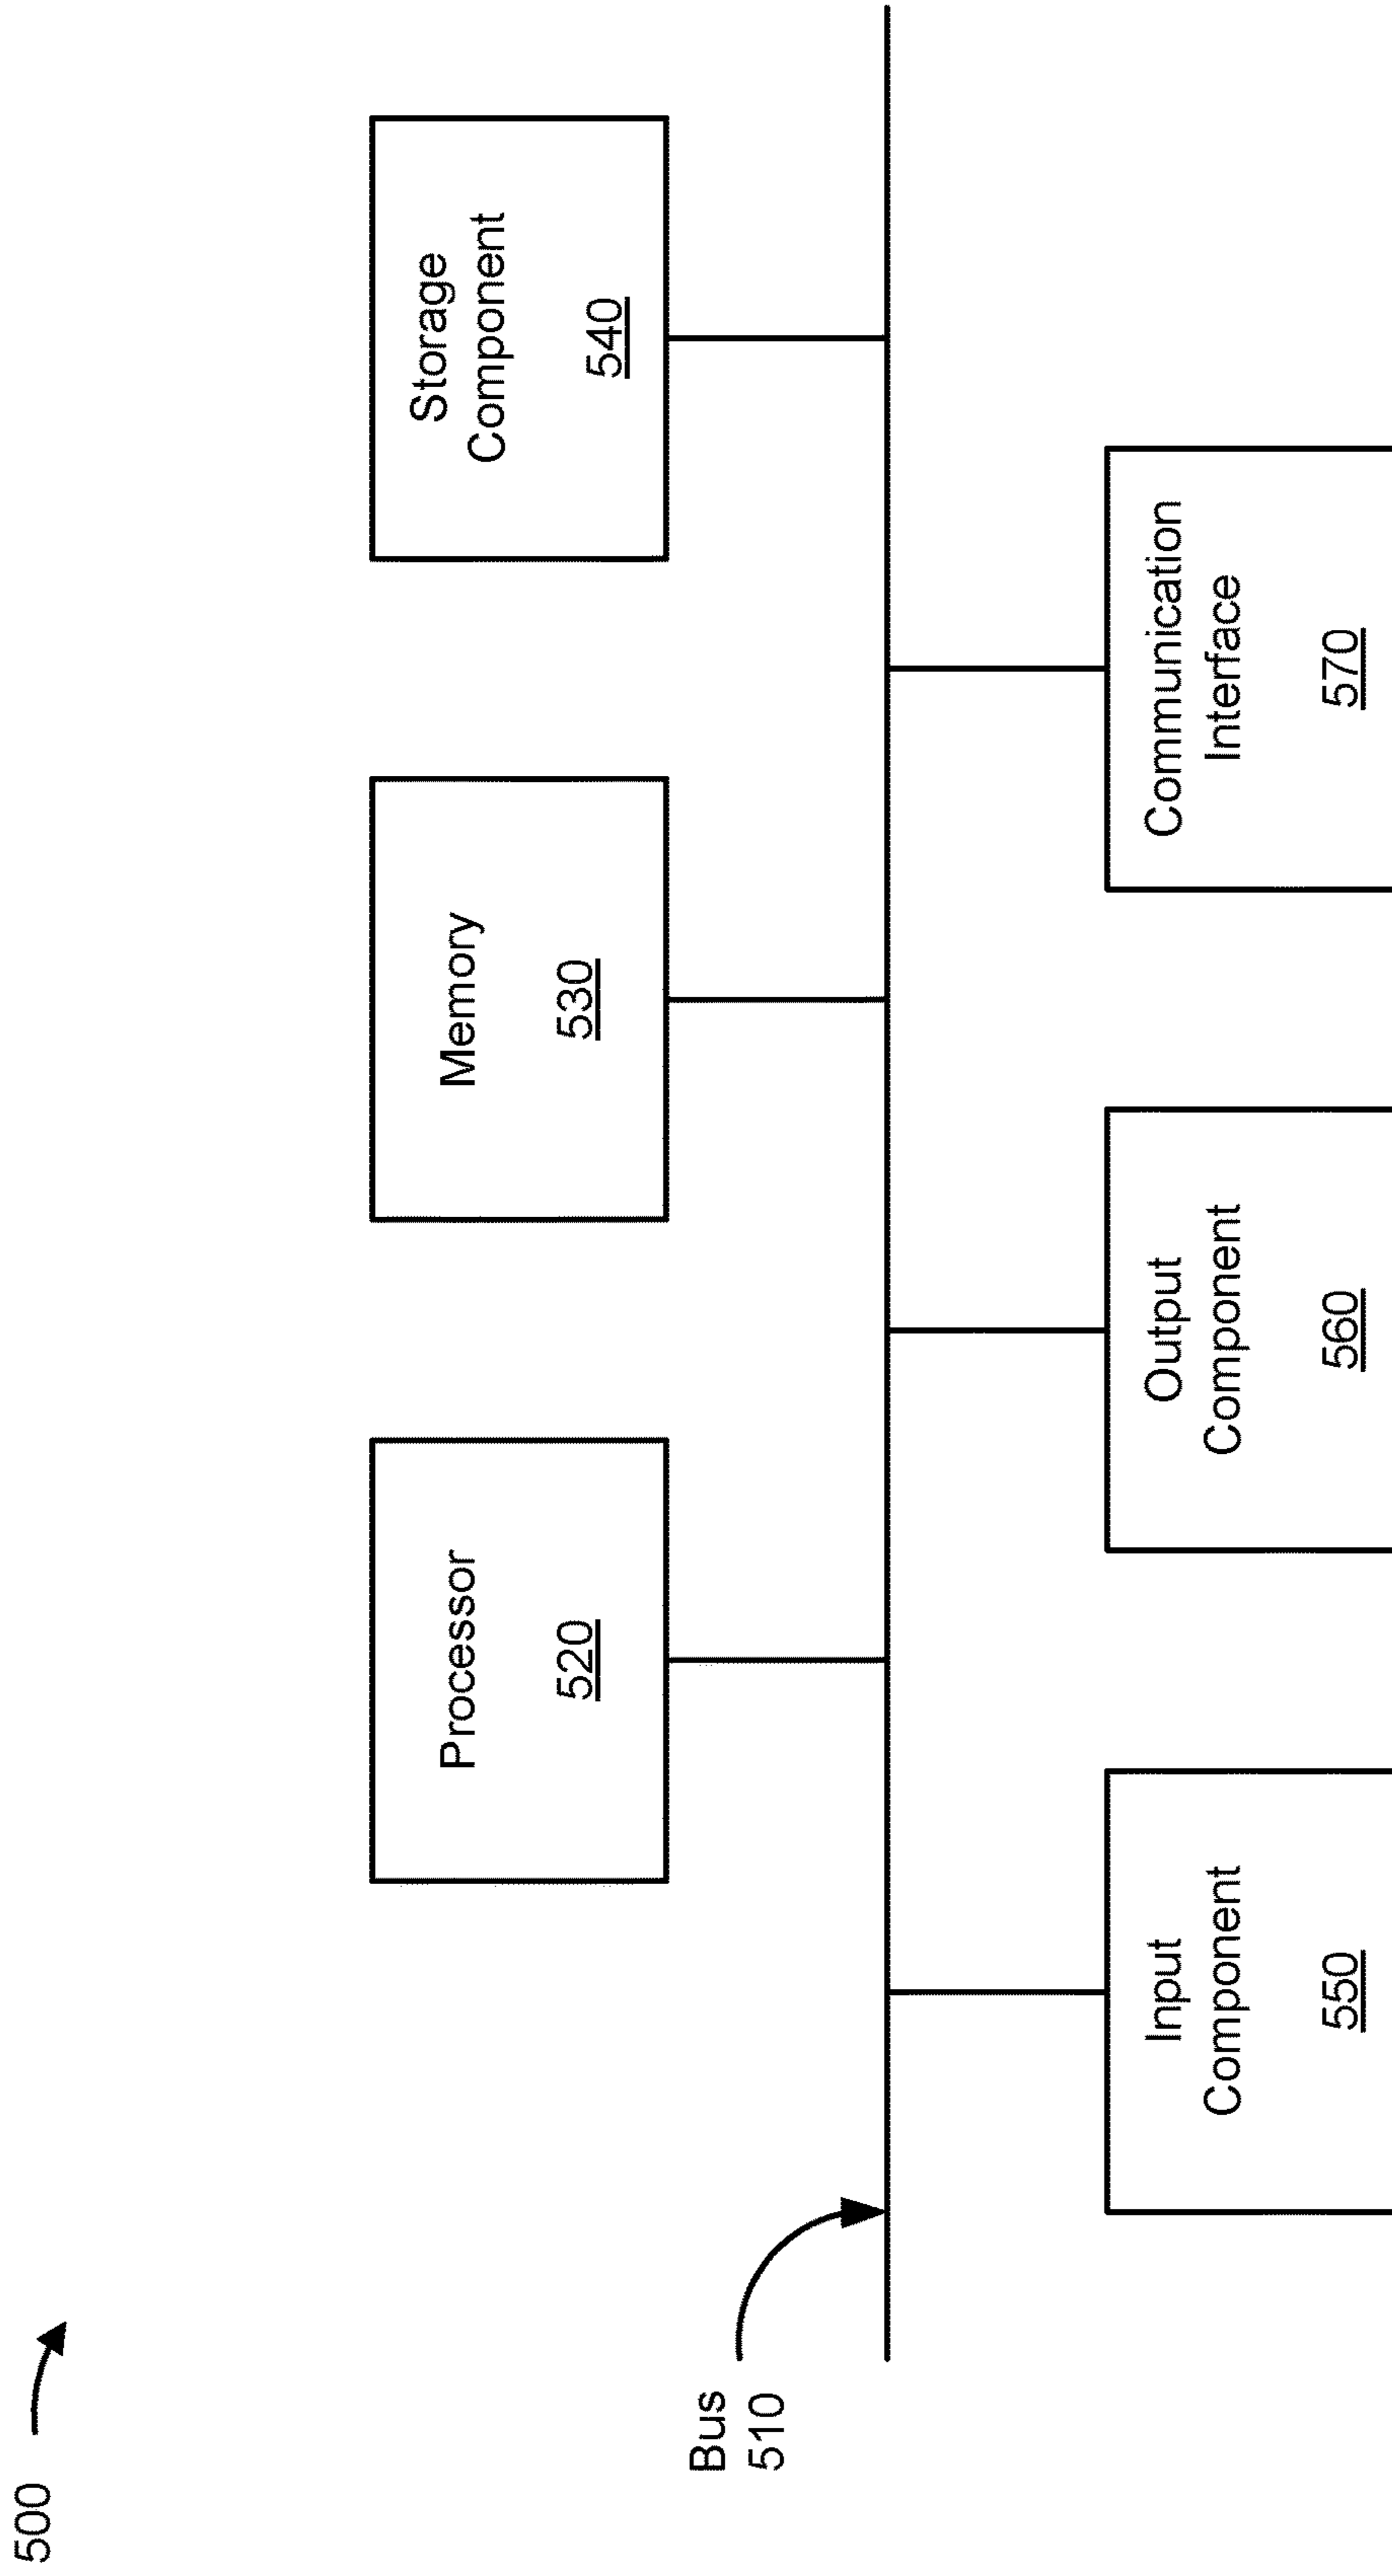 500
Processor
520
Memory
530
Storage
Component
540
Bus
510
Input
Component
550
Output
Component
560
Communication
Interface
570